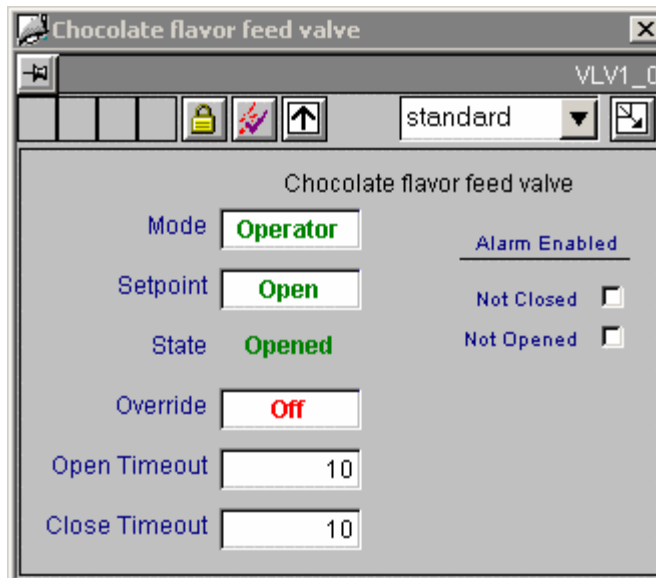 Chocolate flavor feed valve
VLV1_0
standard
Chocolate flavor feed valve
Mode Operator
Alarm Enabled
Setpoint Open
Not Closed
State Opened
Not Opened
Override Off
Open Timeout 10
Close Timeout 10